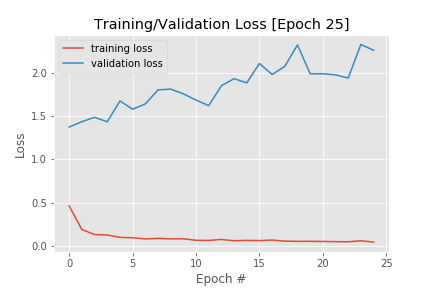 Training/Validation Loss [Epoch 25]
training loss
validation loss
2.0
1.5
1.0
0.5
0.0
Loss
0 5 10 15 20 25
Epoch #